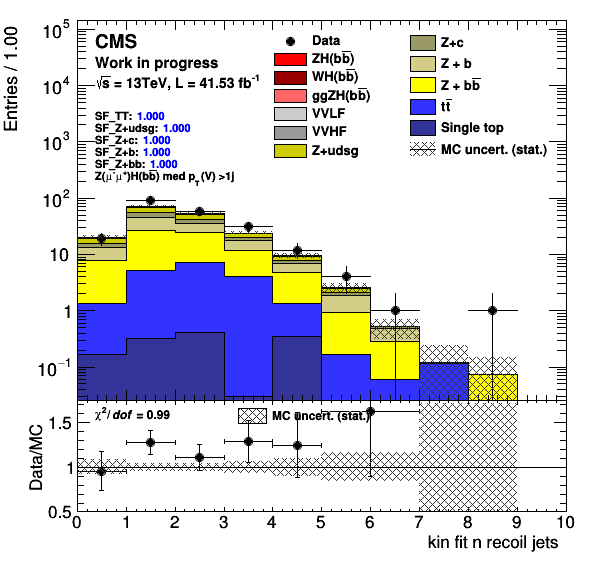 CMS
Work in progress
√s = 13TeV, L = 41.53 fb⁻¹
SF_TT: 1.000
SF_Z+udsg: 1.000
SF_Z+c: 1.000
SF_Z+b: 1.000
SF_Z+bb: 1.000
Z(μ⁻μ⁺)H(bb̅) med p_T(V) >1j
Data
ZH(bb̅)
WH(bb̅)
ggZH(bb̅)
VVLF
VVHF
Z+udsg
Z+c
Z + b
Z + bb̅
tt̅
Single top
MC uncert. (stat.)
Entries / 1.00
10⁵
10⁴
10³
10²
10
1
10⁻¹
χ²/dof = 0.99
MC uncert. (stat.)
Data/MC
1.5
1
0.5
0 1 2 3 4 5 6 7 8 9 10
kin fit n recoil jets